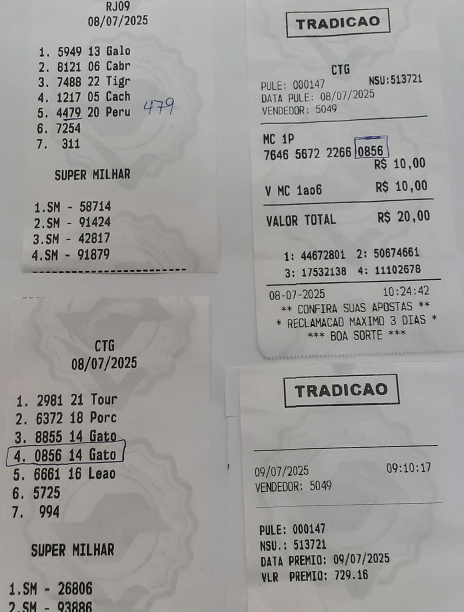 RJ09
08/07/2025
1. 5949 13 Galo
2. 8121 06 Cabr
3. 7488 22 Tigr
4. 1217 05 Cach
5. 4479 20 Peru 479
6. 7254
7. 311
SUPER MILHAR
1.SM - 58714
2.SM - 91424
3.SM - 42817
4.SM - 91879
TRADICAO
CTG
PULE: 000147 NSU:513721
DATA PULE: 08/07/2025
VENDEDOR: 5049
MC 1P
7646 5672 2266 0856
R$ 10,00
V MC 1ao6 R$ 10,00
VALOR TOTAL R$ 20,00
1: 44672801 2: 50674661
3: 17532138 4: 11102678
08-07-2025 10:24:42
** CONFIRA SUAS APOSTAS **
* RECLAMACAO MAXIMO 3 DIAS *
*** BOA SORTE ***
CTG
08/07/2025
1. 2981 21 Tour
2. 6372 18 Porc
3. 8855 14 Gato
4. 0856 14 Gato
5. 6661 16 Leao
6. 5725
7. 994
SUPER MILHAR
1.SM - 26806
2.SM - 93886
TRADICAO
09/07/2025 09:10:17
VENDEDOR: 5049
PULE: 000147
NSU.: 513721
DATA PREMIO: 09/07/2025
VLR PREMIO: 729.16